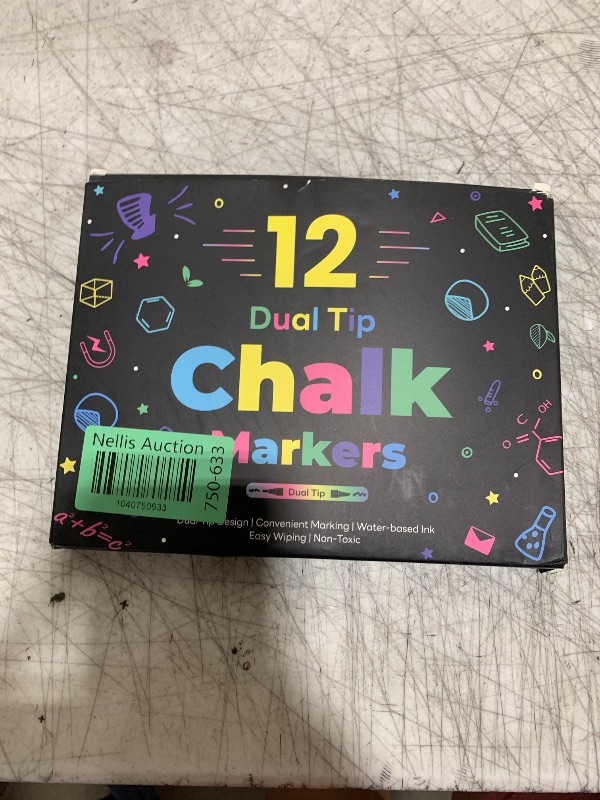 12
Dual Tip
Chalk
Markers
Nellis Auction
1040750633
750-633
Dual Tip
Dual Tip Design | Convenient Marking | Water-based Ink
Easy Wiping | Non-Toxic
a²+b²=c²
C
OH
O